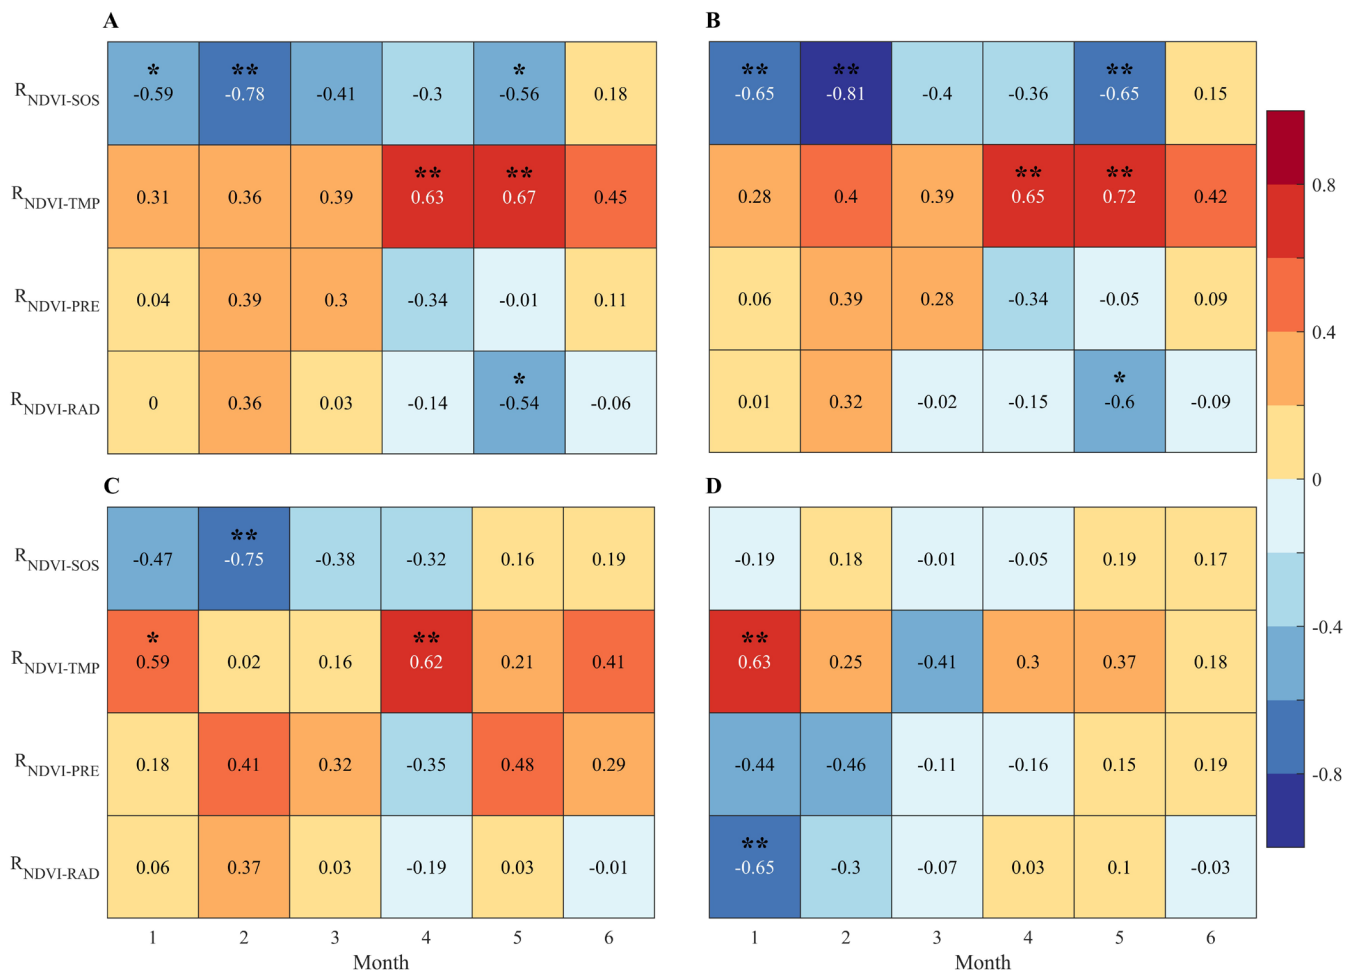 A
B
* ** *
R_NDVI-SOS -0.59 -0.78 -0.41 -0.3 -0.56 0.18
** **
R_NDVI-TMP 0.31 0.36 0.39 0.63 0.67 0.45
R_NDVI-PRE 0.04 0.39 0.3 -0.34 -0.01 0.11
*
R_NDVI-RAD 0 0.36 0.03 -0.14 -0.54 -0.06
** ** **
-0.65 -0.81 -0.4 -0.36 -0.65 0.15
** **
0.28 0.4 0.39 0.65 0.72 0.42
0.06 0.39 0.28 -0.34 -0.05 0.09
*
0.01 0.32 -0.02 -0.15 -0.6 -0.09
C
D
**
R_NDVI-SOS -0.47 -0.75 -0.38 -0.32 0.16 0.19
* **
R_NDVI-TMP 0.59 0.02 0.16 0.62 0.21 0.41
R_NDVI-PRE 0.18 0.41 0.32 -0.35 0.48 0.29
R_NDVI-RAD 0.06 0.37 0.03 -0.19 0.03 -0.01
1 2 3 4 5 6
Month
-0.19 0.18 -0.01 -0.05 0.19 0.17
**
0.63 0.25 -0.41 0.3 0.37 0.18
-0.44 -0.46 -0.11 -0.16 0.15 0.19
**
-0.65 -0.3 -0.07 0.03 0.1 -0.03
1 2 3 4 5 6
Month
0.8
0.4
0
-0.4
-0.8